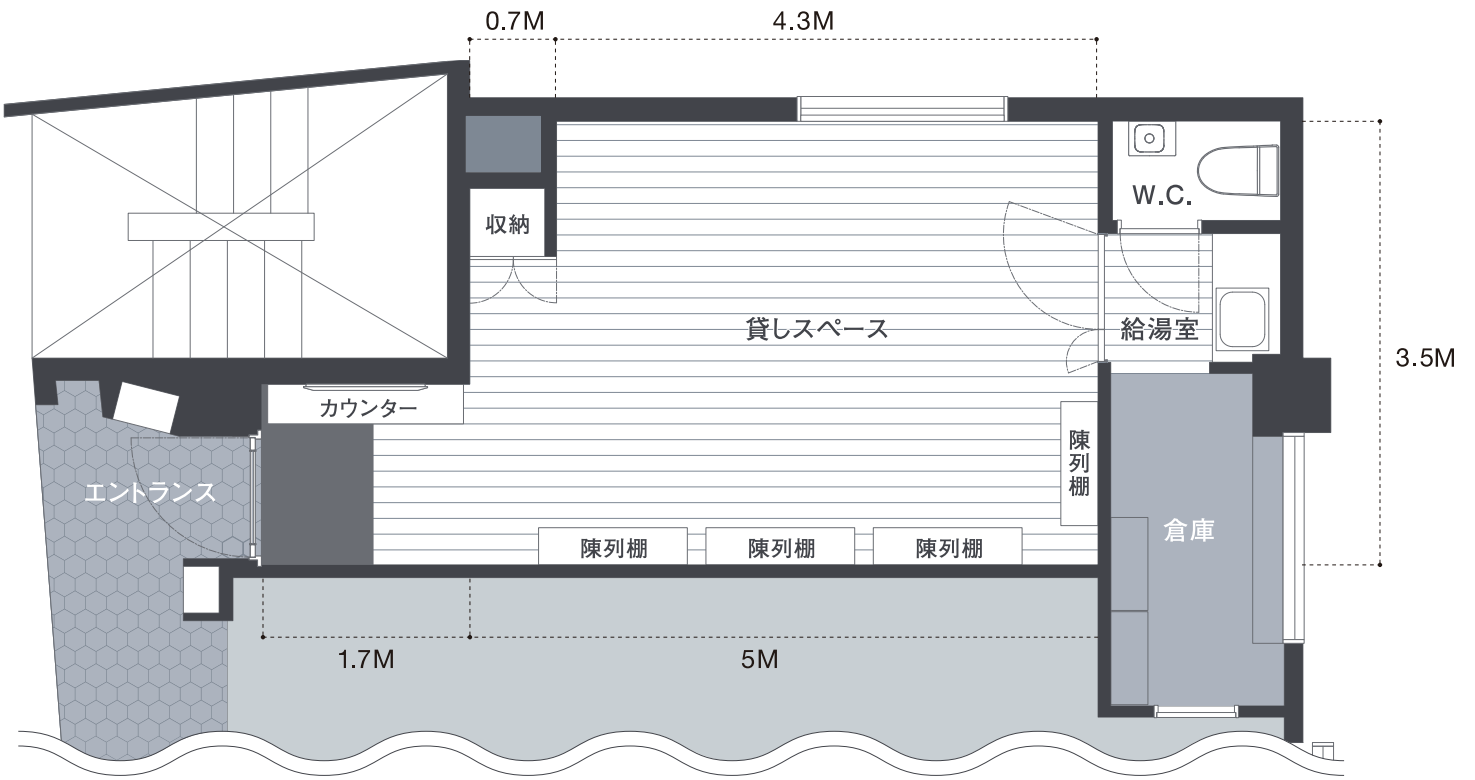 0.7M
4.3M
W.C.
収納
貸しスペース
給湯室
3.5M
カウンター
陳列棚
エントランス
倉庫
陳列棚
陳列棚
陳列棚
1.7M
5M